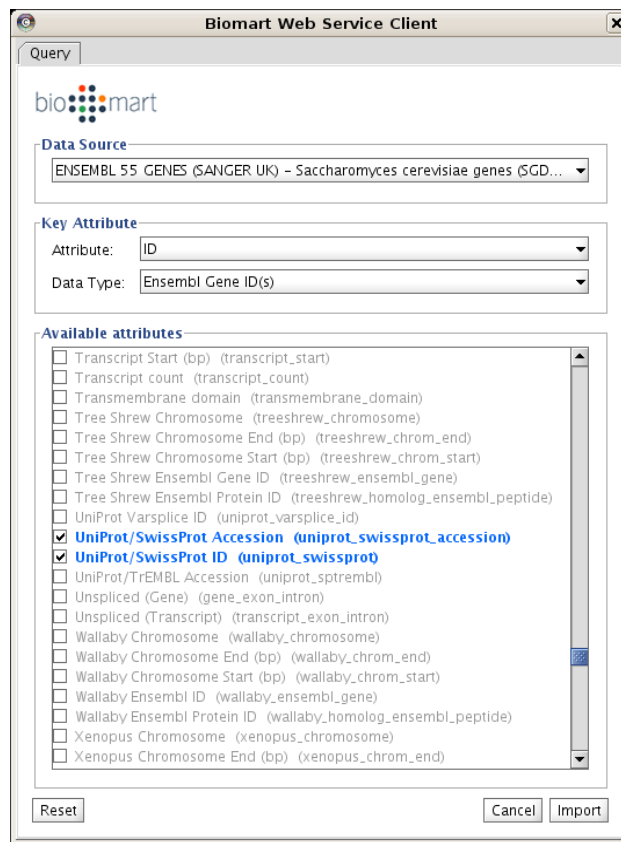 Biomart Web Service Client
Query
bio mart
Data Source
ENSEMBL 55 GENES (SANGER UK) – Saccharomyces cerevisiae genes (SGD...
Key Attribute
Attribute: ID
Data Type: Ensembl Gene ID(s)
Available attributes
Transcript Start (bp) (transcript_start)
Transcript count (transcript_count)
Transmembrane domain (transmembrane_domain)
Tree Shrew Chromosome (treeshrew_chromosome)
Tree Shrew Chromosome End (bp) (treeshrew_chrom_end)
Tree Shrew Chromosome Start (bp) (treeshrew_chrom_start)
Tree Shrew Ensembl Gene ID (treeshrew_ensembl_gene)
Tree Shrew Ensembl Protein ID (treeshrew_homolog_ensembl_peptide)
UniProt Varsplice ID (uniprot_varsplice_id)
UniProt/SwissProt Accession (uniprot_swissprot_accession)
UniProt/SwissProt ID (uniprot_swissprot)
UniProt/TrEMBL Accession (uniprot_sptrembl)
Unspliced (Gene) (gene_exon_intron)
Unspliced (Transcript) (transcript_exon_intron)
Wallaby Chromosome (wallaby_chromosome)
Wallaby Chromosome End (bp) (wallaby_chrom_end)
Wallaby Chromosome Start (bp) (wallaby_chrom_start)
Wallaby Ensembl ID (wallaby_ensembl_gene)
Wallaby Ensembl Protein ID (wallaby_homolog_ensembl_peptide)
Xenopus Chromosome (xenopus_chromosome)
Xenopus Chromosome End (bp) (xenopus_chrom_end)
Reset Cancel Import